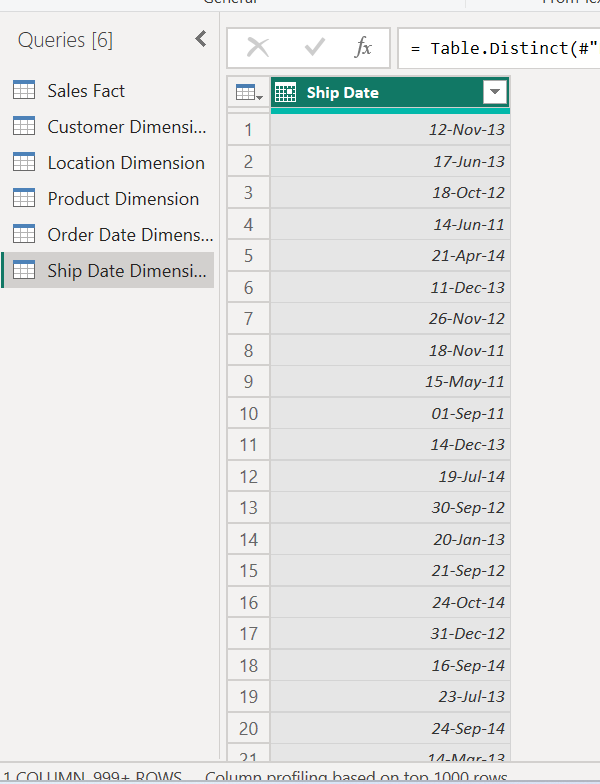 General
Queries [6]
Sales Fact
Customer Dimensi...
Location Dimension
Product Dimension
Order Date Dimens...
Ship Date Dimensi...
fx
= Table.Distinct(#"
Ship Date
1 12-Nov-13
2 17-Jun-13
3 18-Oct-12
4 14-Jun-11
5 21-Apr-14
6 11-Dec-13
7 26-Nov-12
8 18-Nov-11
9 15-May-11
10 01-Sep-11
11 14-Dec-13
12 19-Jul-14
13 30-Sep-12
14 20-Jan-13
15 21-Sep-12
16 24-Oct-14
17 31-Dec-12
18 16-Sep-14
19 23-Jul-13
20 24-Sep-14
21 14-Mar-13
1 COLUMN, 999+ ROWS Column profiling based on top 1000 rows